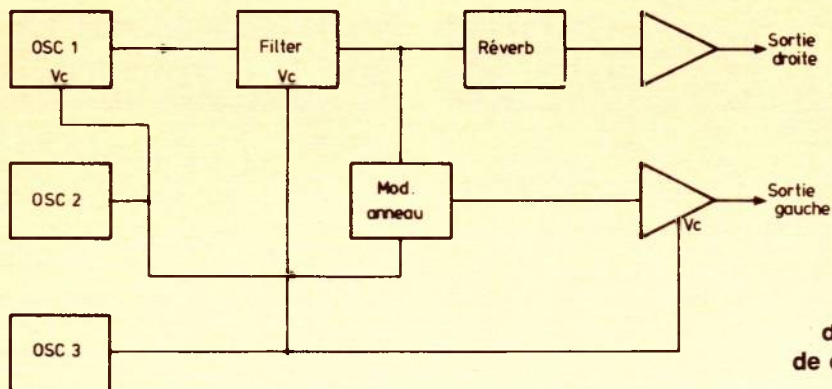 OSC 1
Vc
Filter
Vc
Réverb
Sortie
droite
OSC 2
Mod.
anneau
Vc
Sortie
gauche
OSC 3
d
de c